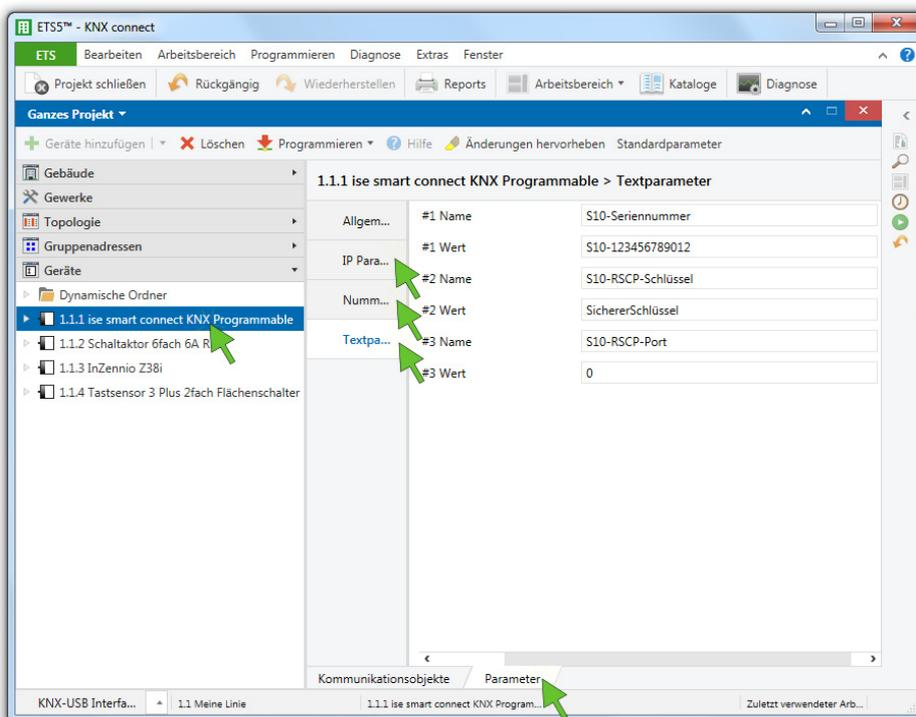 ETS5™ - KNX connect
ETS Bearbeiten Arbeitsbereich Programmieren Diagnose Extras Fenster
Projekt schließen Rückgängig Wiederherstellen Reports Arbeitsbereich Kataloge Diagnose
Ganzes Projekt
Geräte hinzufügen Löschen Programmieren Hilfe Änderungen hervorheben Standardparameter
Gebäude
Gewerke
Topologie
Gruppenadressen
Geräte
Dynamische Ordner
1.1.1 ise smart connect KNX Programmable
1.1.2 Schaltaktor 6fach 6A R
1.1.3 InZennio Z38i
1.1.4 Tastsensor 3 Plus 2fach Flächenschalter
1.1.1 ise smart connect KNX Programmable > Textparameter
Allgem...
IP Para...
Numm...
Textpa...
#1 Name S10-Seriennummer
#1 Wert S10-123456789012
#2 Name S10-RSCP-Schlüssel
#2 Wert SichererSchlüssel
#3 Name S10-RSCP-Port
#3 Wert 0
Kommunikationsobjekte Parameter
KNX-USB Interfa... 1.1 Meine Linie 1.1.1 ise smart connect KNX Program... Zuletzt verwendeter Arb...